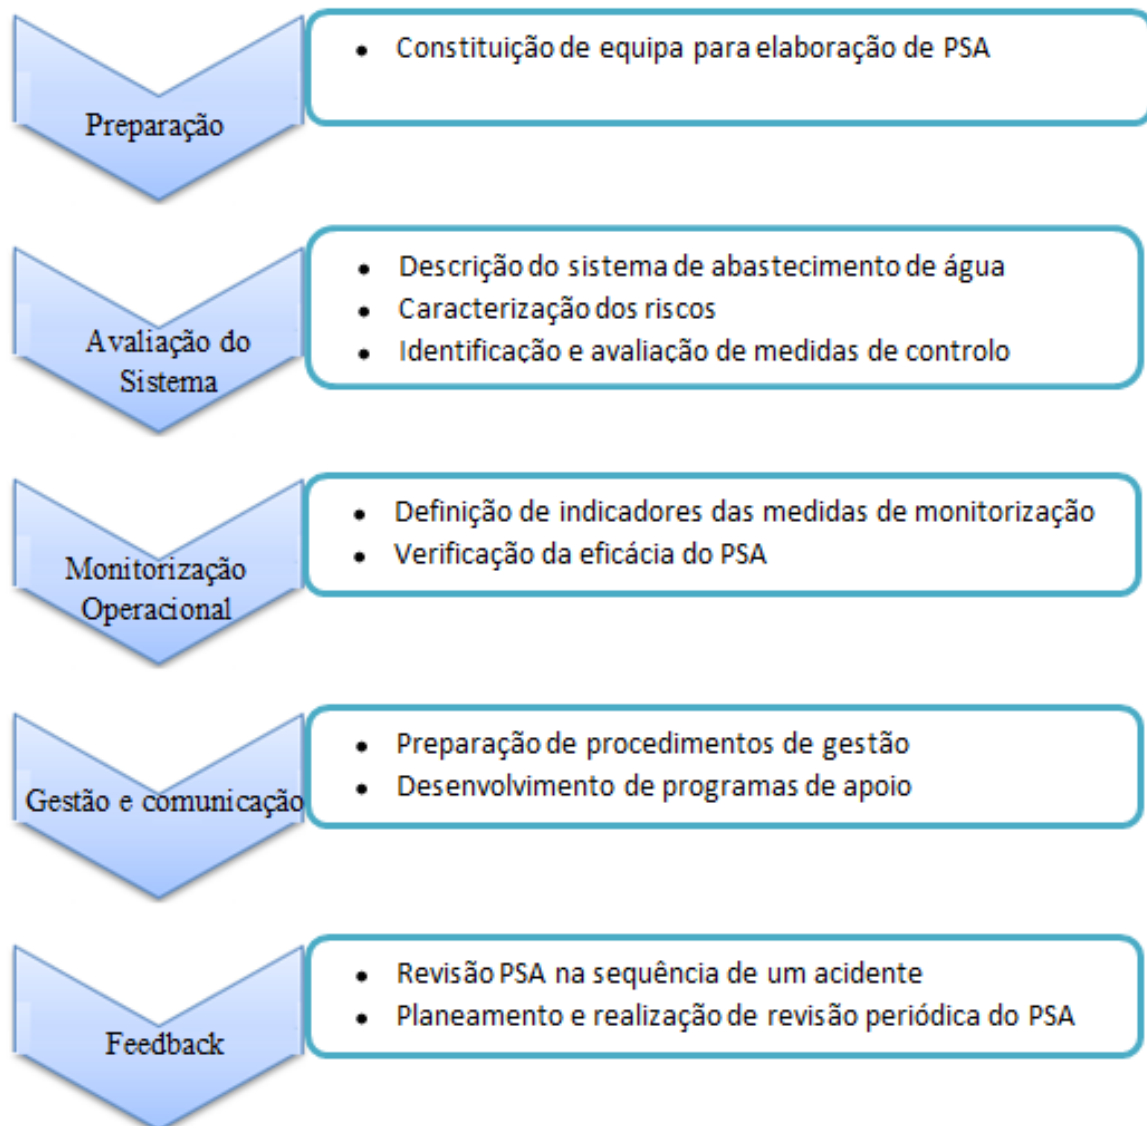 Preparação
• Constituição de equipa para elaboração de PSA
Avaliação do
Sistema
• Descrição do sistema de abastecimento de água
• Caracterização dos riscos
• Identificação e avaliação de medidas de controlo
Monitorização
Operacional
• Definição de indicadores das medidas de monitorização
• Verificação da eficácia do PSA
Gestão e comunicação
• Preparação de procedimentos de gestão
• Desenvolvimento de programas de apoio
Feedback
• Revisão PSA na sequência de um acidente
• Planeamento e realização de revisão periódica do PSA